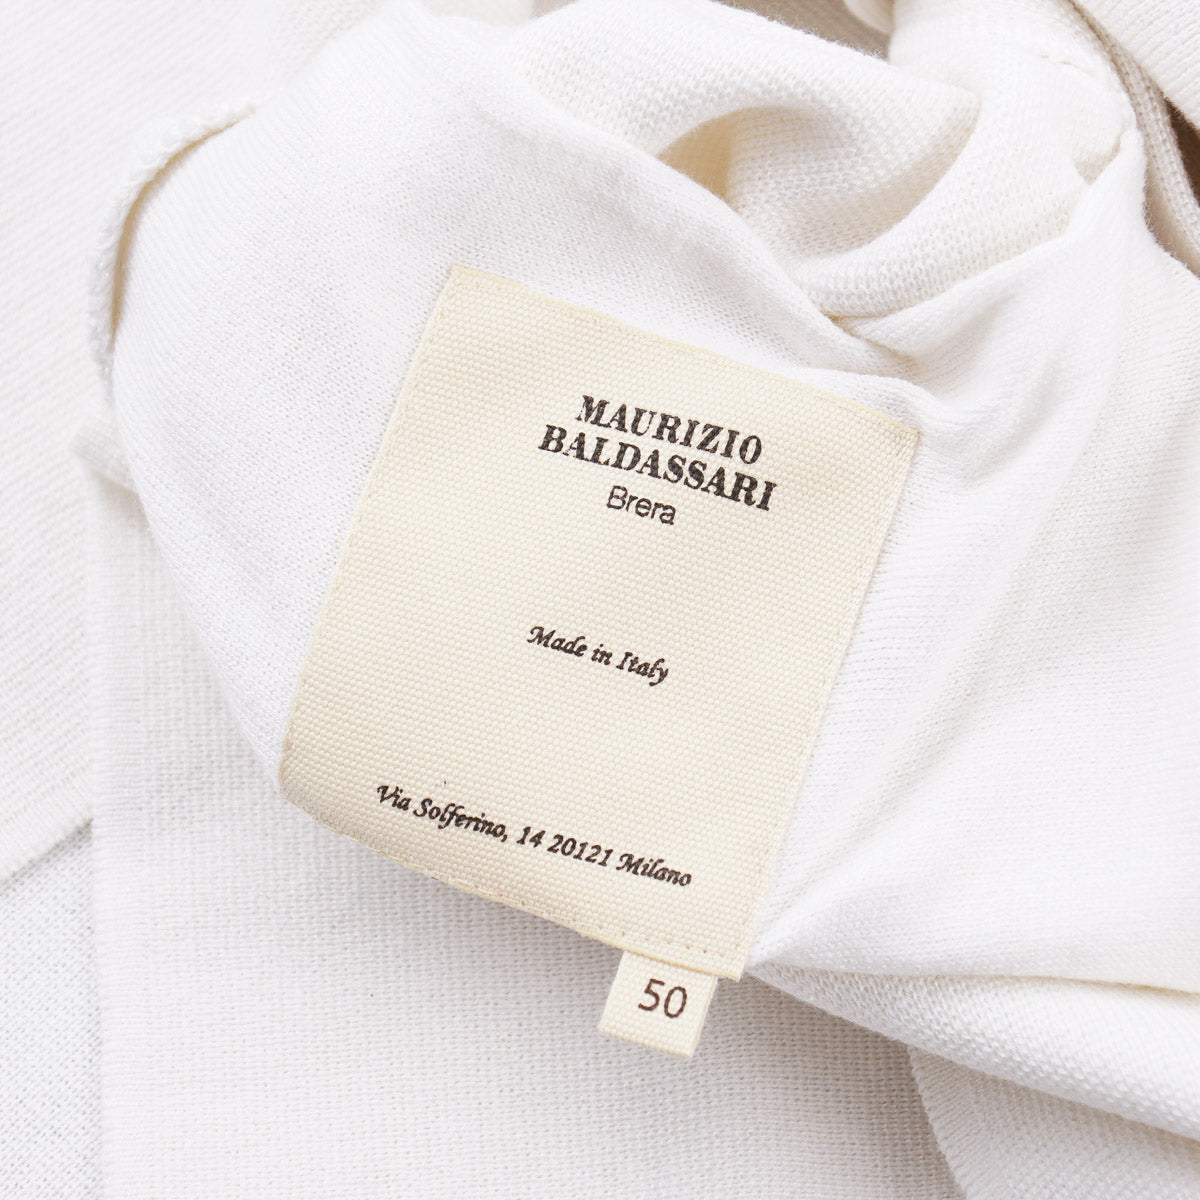 MAURIZIO
BALDASSARI
Brera
Made in Italy
Via Solferino, 14 20121 Milano
50